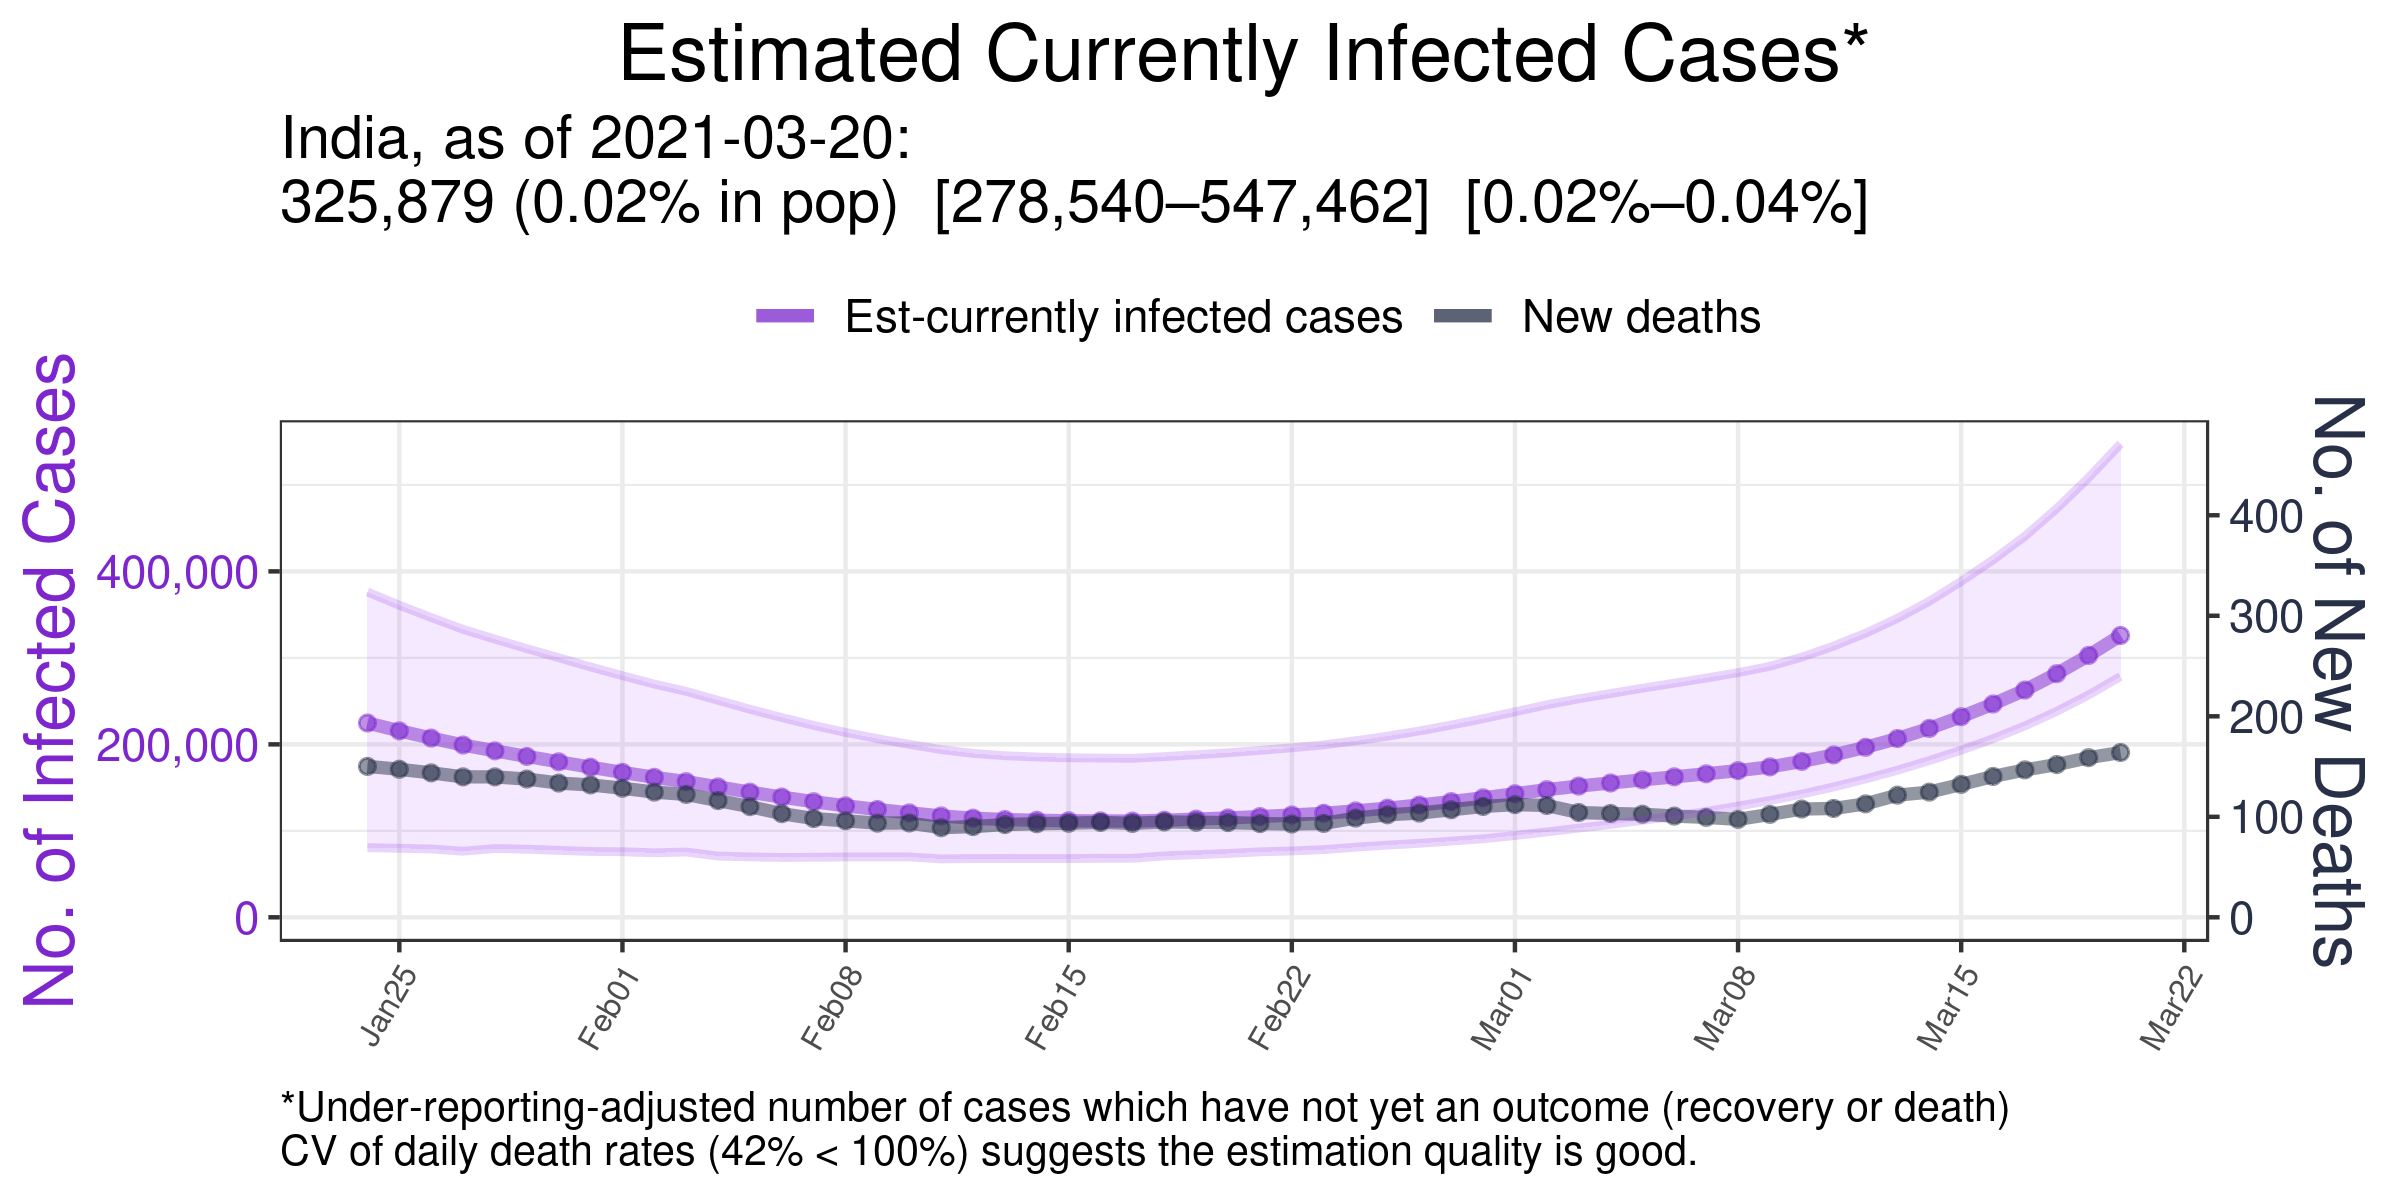 Estimated Currently Infected Cases*
India, as of 2021-03-20:
325,879 (0.02% in pop)  [278,540–547,462]  [0.02%–0.04%]
Est-currently infected cases
New deaths
No. of Infected Cases
400,000
200,000
0
No. of New Deaths
400
300
200
100
0
Jan25
Feb01
Feb08
Feb15
Feb22
Mar01
Mar08
Mar15
Mar22
*Under-reporting-adjusted number of cases which have not yet an outcome (recovery or death)
CV of daily death rates (42% < 100%) suggests the estimation quality is good.